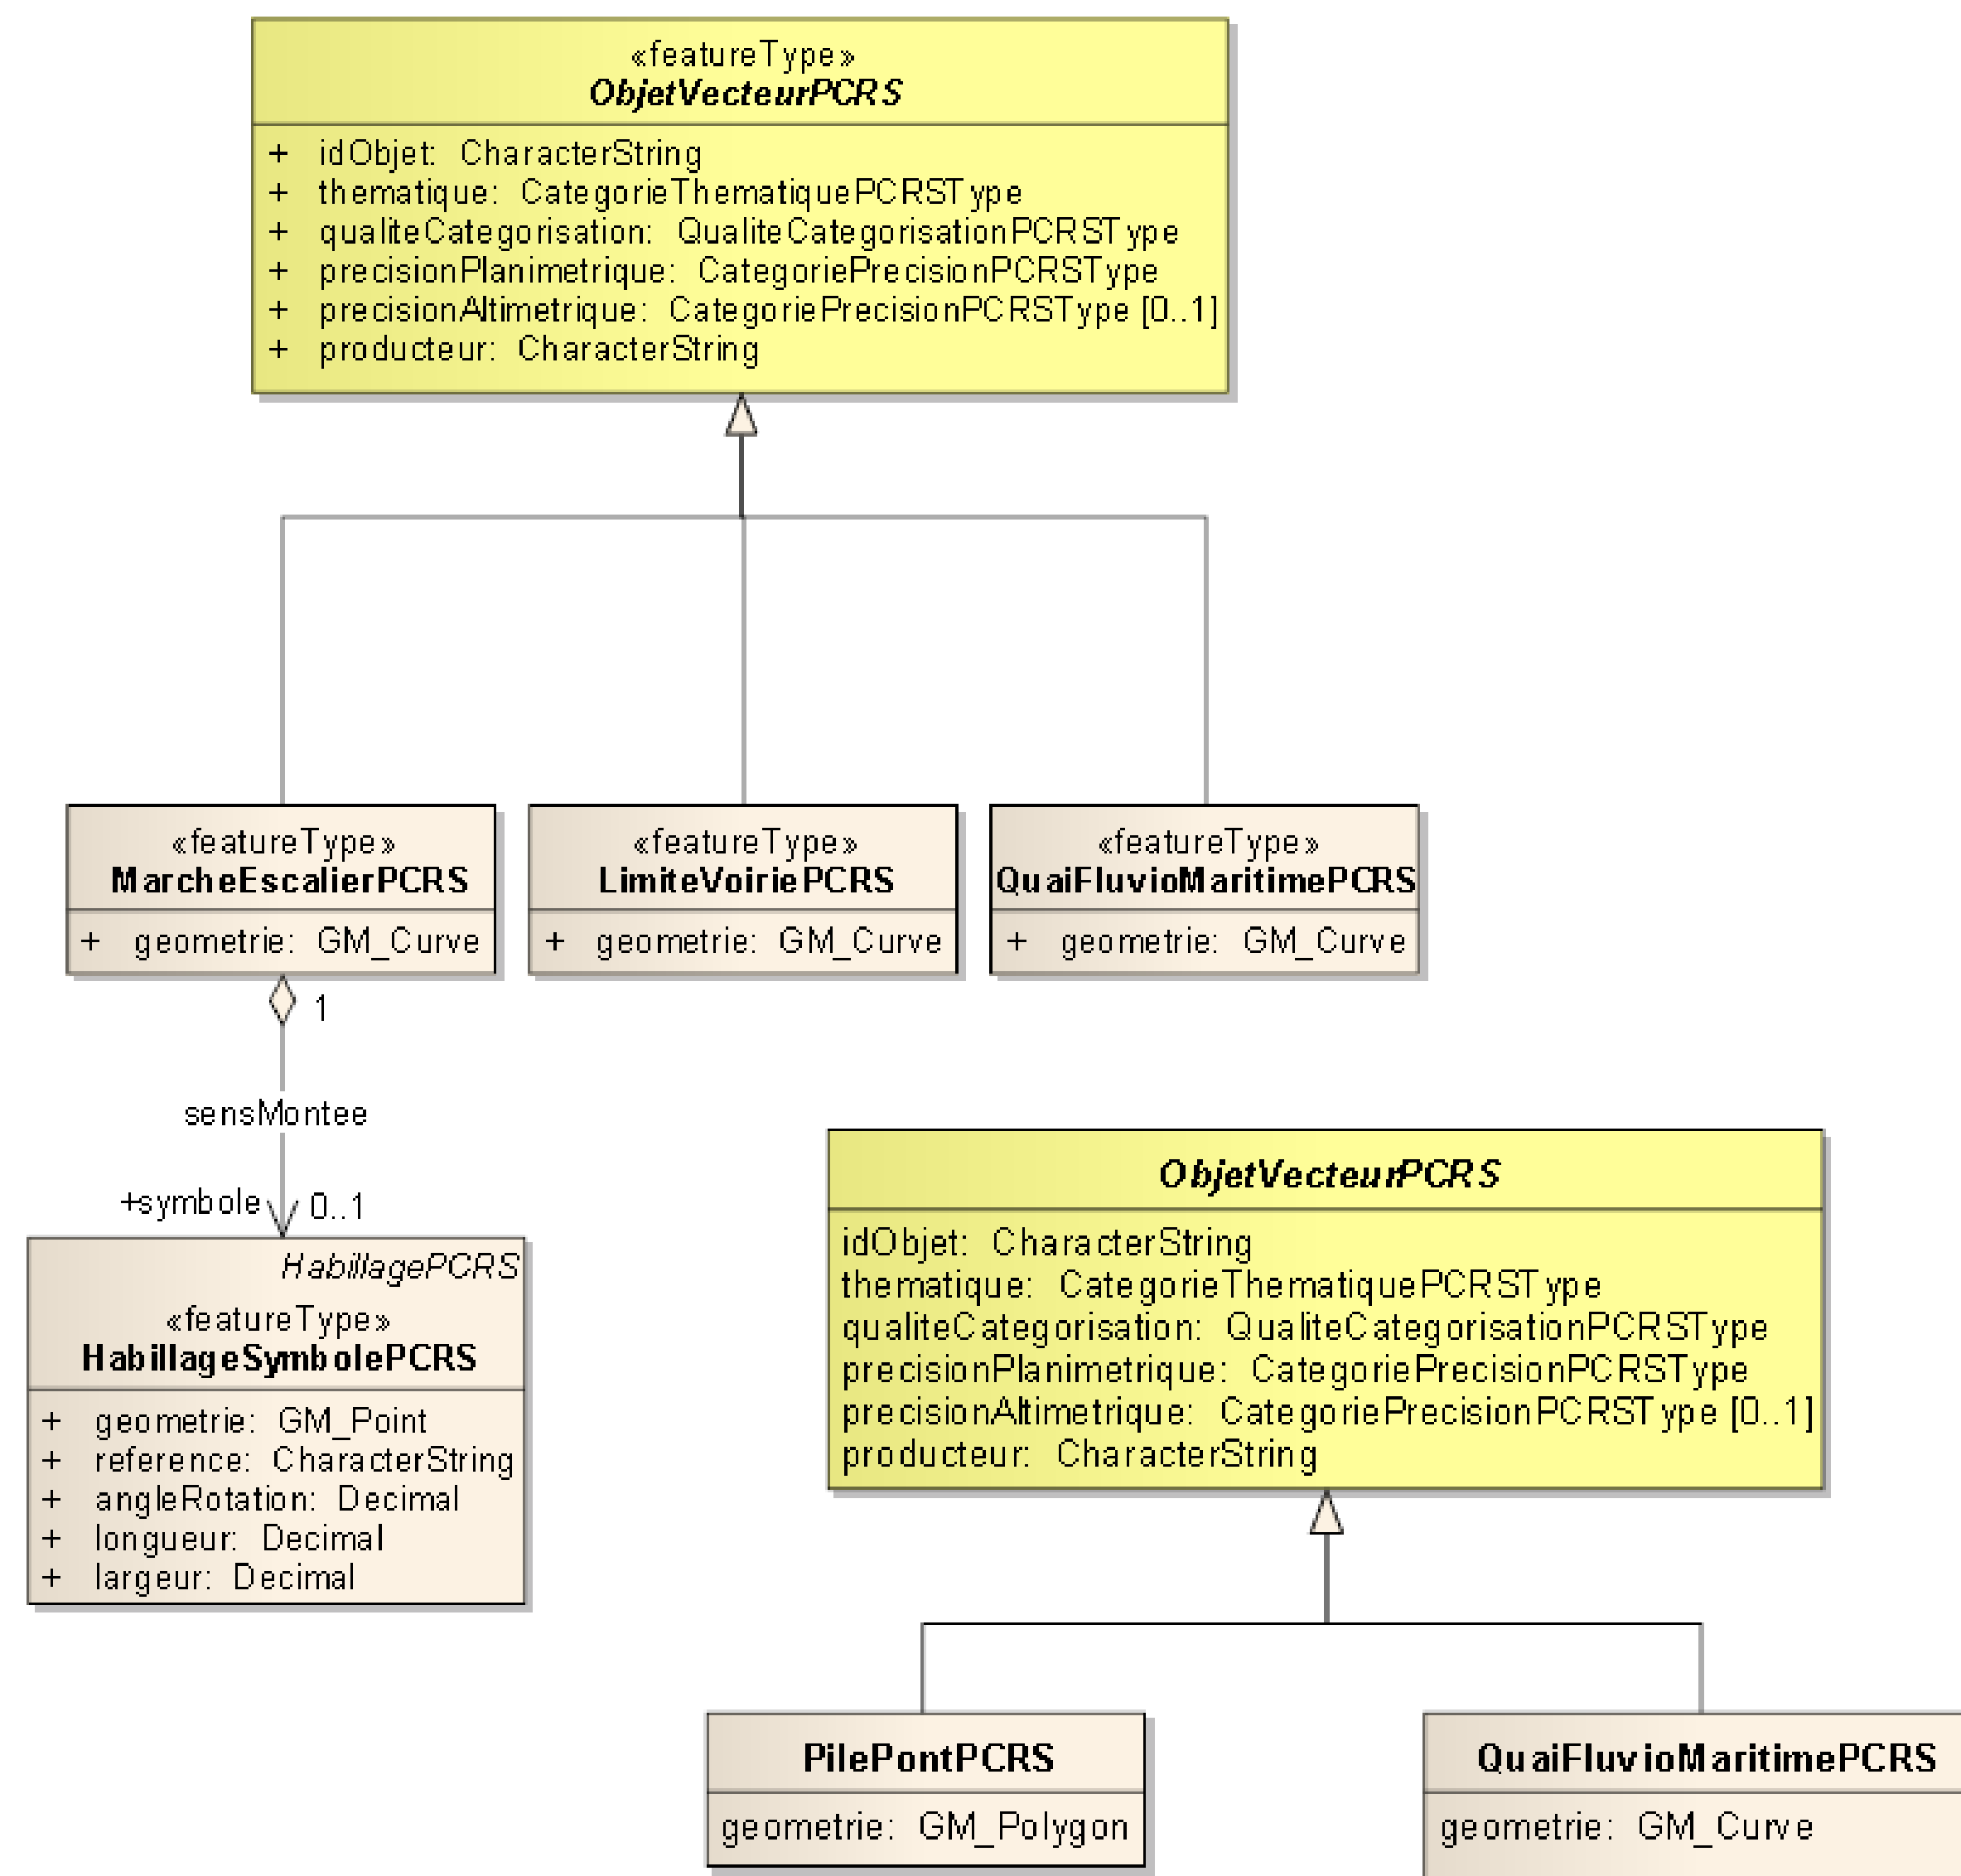 «featureType»
ObjetVecteurPCRS
+ idObjet: CharacterString
+ thematique: CategorieThematiquePCRSType
+ qualiteCategorisation: QualiteCategorisationPCRSType
+ precisionPlanimetrique: CategoriePrecisionPCRSType
+ precisionAltimetrique: CategoriePrecisionPCRSType [0..1]
+ producteur: CharacterString
«featureType»
MarcheEscalierPCRS
+ geometrie: GM_Curve
«featureType»
LimiteVoiriePCRS
+ geometrie: GM_Curve
«featureType»
QuaiFluvioMaritimePCRS
+ geometrie: GM_Curve
1
sensMontee
+symbole
0..1
HabillagePCRS
«featureType»
HabillageSymbolePCRS
+ geometrie: GM_Point
+ reference: CharacterString
+ angleRotation: Decimal
+ longueur: Decimal
+ largeur: Decimal
ObjetVecteurPCRS
idObjet: CharacterString
thematique: CategorieThematiquePCRSType
qualiteCategorisation: QualiteCategorisationPCRSType
precisionPlanimetrique: CategoriePrecisionPCRSType
precisionAltimetrique: CategoriePrecisionPCRSType [0..1]
producteur: CharacterString
PilePontPCRS
geometrie: GM_Polygon
QuaiFluvioMaritimePCRS
geometrie: GM_Curve